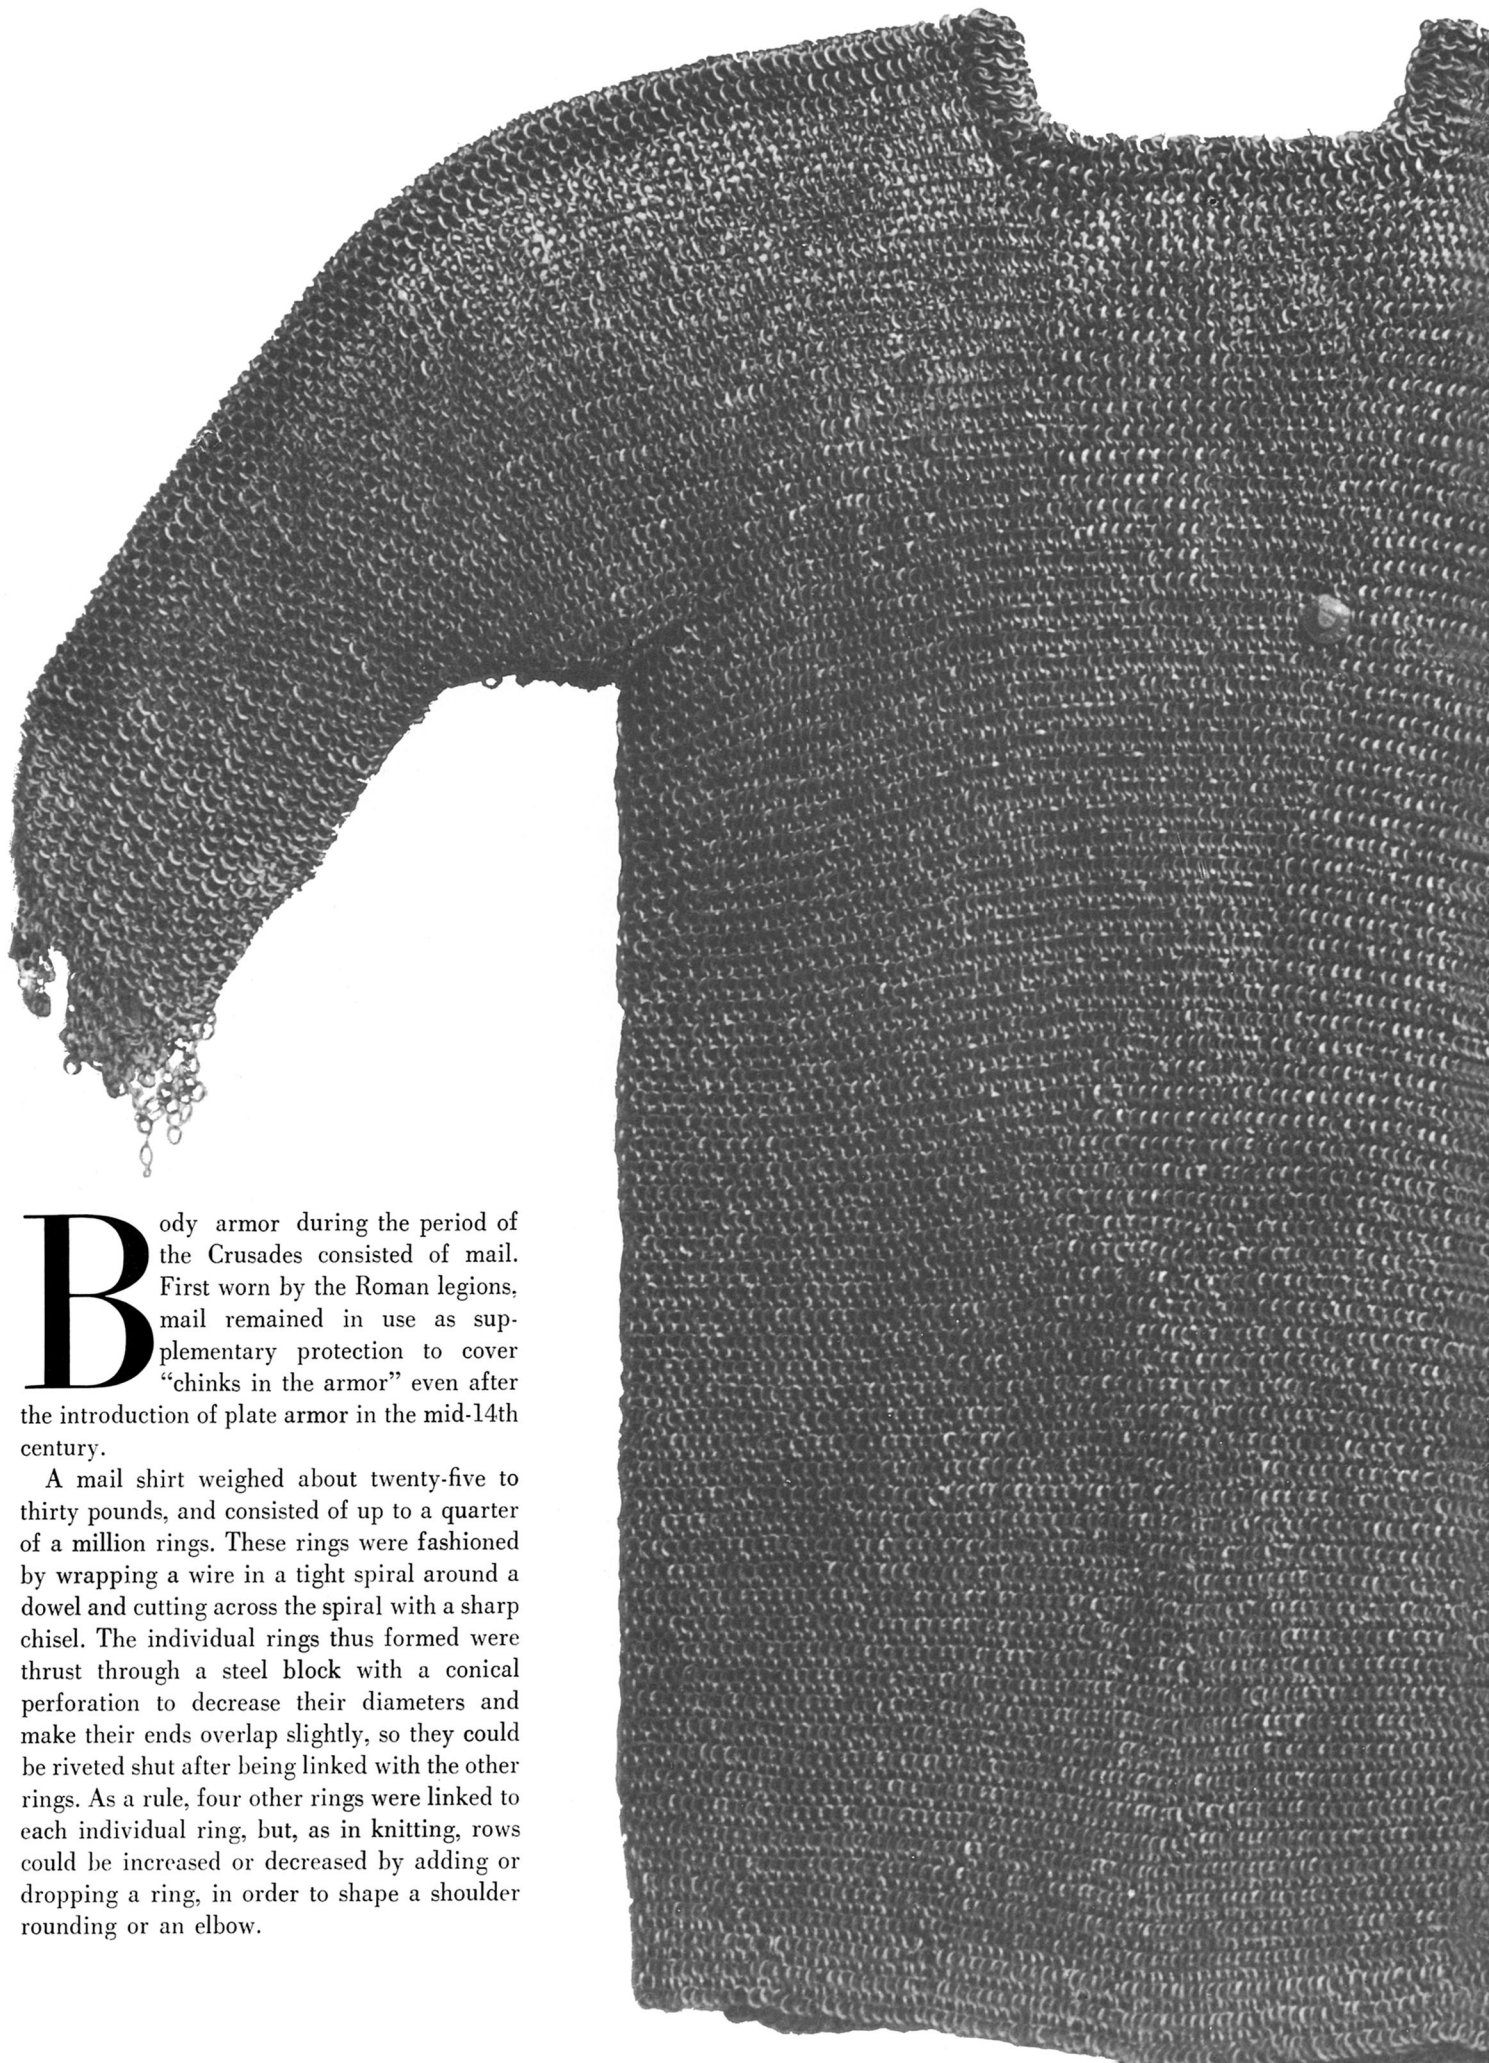 Body armor during the period of
the Crusades consisted of mail.
First worn by the Roman legions,
mail remained in use as sup-
plementary protection to cover
“chinks in the armor” even after
the introduction of plate armor in the mid-14th
century.
A mail shirt weighed about twenty-five to
thirty pounds, and consisted of up to a quarter
of a million rings. These rings were fashioned
by wrapping a wire in a tight spiral around a
dowel and cutting across the spiral with a sharp
chisel. The individual rings thus formed were
thrust through a steel block with a conical
perforation to decrease their diameters and
make their ends overlap slightly, so they could
be riveted shut after being linked with the other
rings. As a rule, four other rings were linked to
each individual ring, but, as in knitting, rows
could be increased or decreased by adding or
dropping a ring, in order to shape a shoulder
rounding or an elbow.